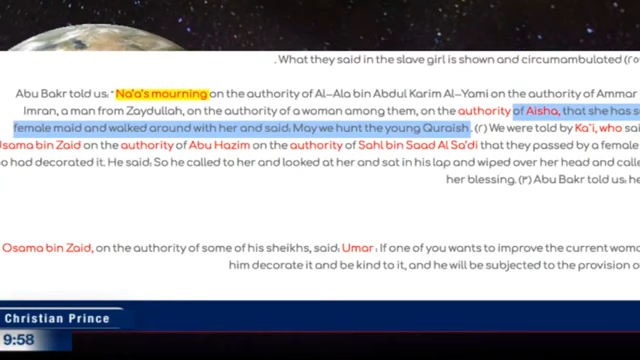 . What they said in the slave girl is shown and circumambulated (٢٥
Abu Bakr told us: "Na'a's mourning on the authority of Al-Ala bin Abdul Karim Al-Yami on the authority of Ammar
Imran, a man from Zaydullah, on the authority of a woman among them, on the authority of Aisha, that she has s
female maid and walked around with her and said: May we hunt the young Quraish. (٢) We were told by Ka`i, who sai
Osama bin Zaid on the authority of Abu Hazim on the authority of Sahl bin Saad Al Sa'di that they passed by a female
o had decorated it. He said: So he called to her and looked at her and sat in his lap and wiped over her head and calle
her blessing. (٣) Abu Bakr told us: he
Osama bin Zaid, on the authority of some of his sheikhs, said: Umar: If one of you wants to improve the current woma
him decorate it and be kind to it, and he will be subjected to the provision o
Christian Prince
9:58